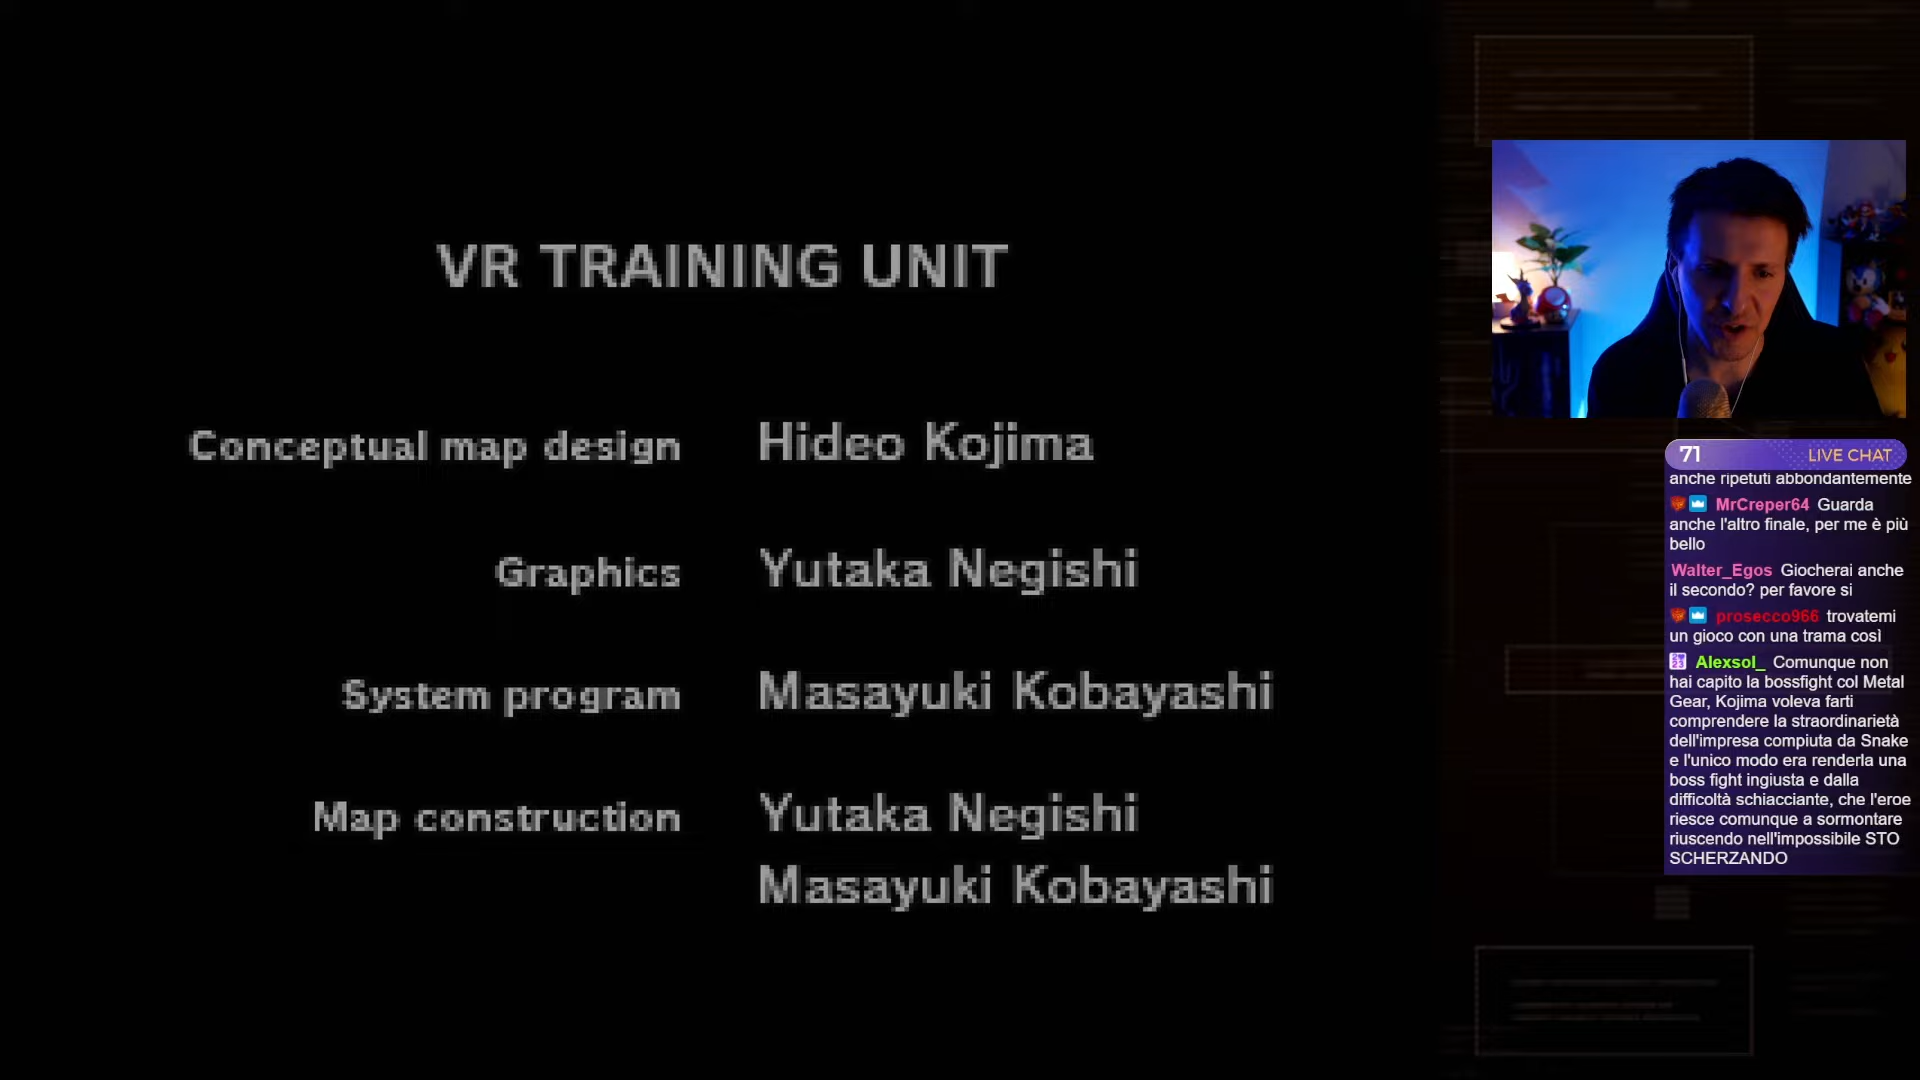 VR TRAINING UNIT
Conceptual map design Hideo Kojima
Graphics Yutaka Negishi
System program Masayuki Kobayashi
Map construction Yutaka Negishi
Masayuki Kobayashi
71 LIVE CHAT
anche ripetuti abbondantemente
MrCreper64 Guarda
anche l'altro finale, per me è più
bello
Walter_Egos Giocherai anche
il secondo? per favore si
prosecco966 trovatemi
un gioco con una trama così
Alexsol_ Comunque non
hai capito la bossfight col Metal
Gear, Kojima voleva farti
comprendere la straordinarietà
dell'impresa compiuta da Snake
e l'unico modo era renderla una
boss fight ingiusta e dalla
difficoltà schiacciante, che l'eroe
riesce comunque a sormontare
riuscendo nell'impossibile STO
SCHERZANDO